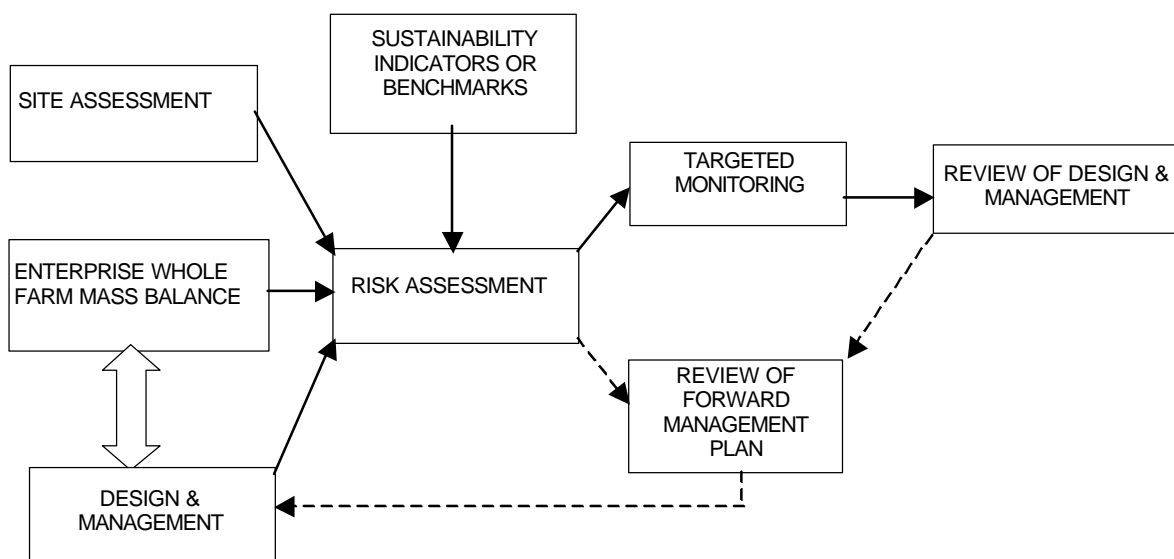 SUSTAINABILITY
INDICATORS OR
BENCHMARKS
SITE ASSESSMENT
TARGETED
MONITORING
REVIEW OF DESIGN &
MANAGEMENT
ENTERPRISE WHOLE
FARM MASS BALANCE
RISK ASSESSMENT
REVIEW OF
FORWARD
MANAGEMENT
PLAN
DESIGN &
MANAGEMENT